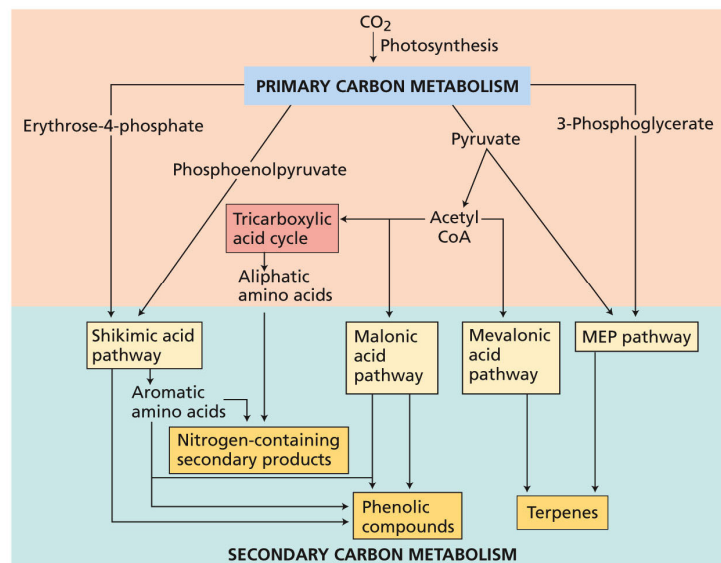 CO2
Photosynthesis
PRIMARY CARBON METABOLISM
Erythrose-4-phosphate
3-Phosphoglycerate
Pyruvate
Phosphoenolpyruvate
Tricarboxylic
acid cycle
Acetyl
CoA
Aliphatic
amino acids
Shikimic acid
pathway
Malonic
acid
pathway
Mevalonic
acid
pathway
MEP pathway
Aromatic
amino acids
Nitrogen-containing
secondary products
Phenolic
compounds
Terpenes
SECONDARY CARBON METABOLISM